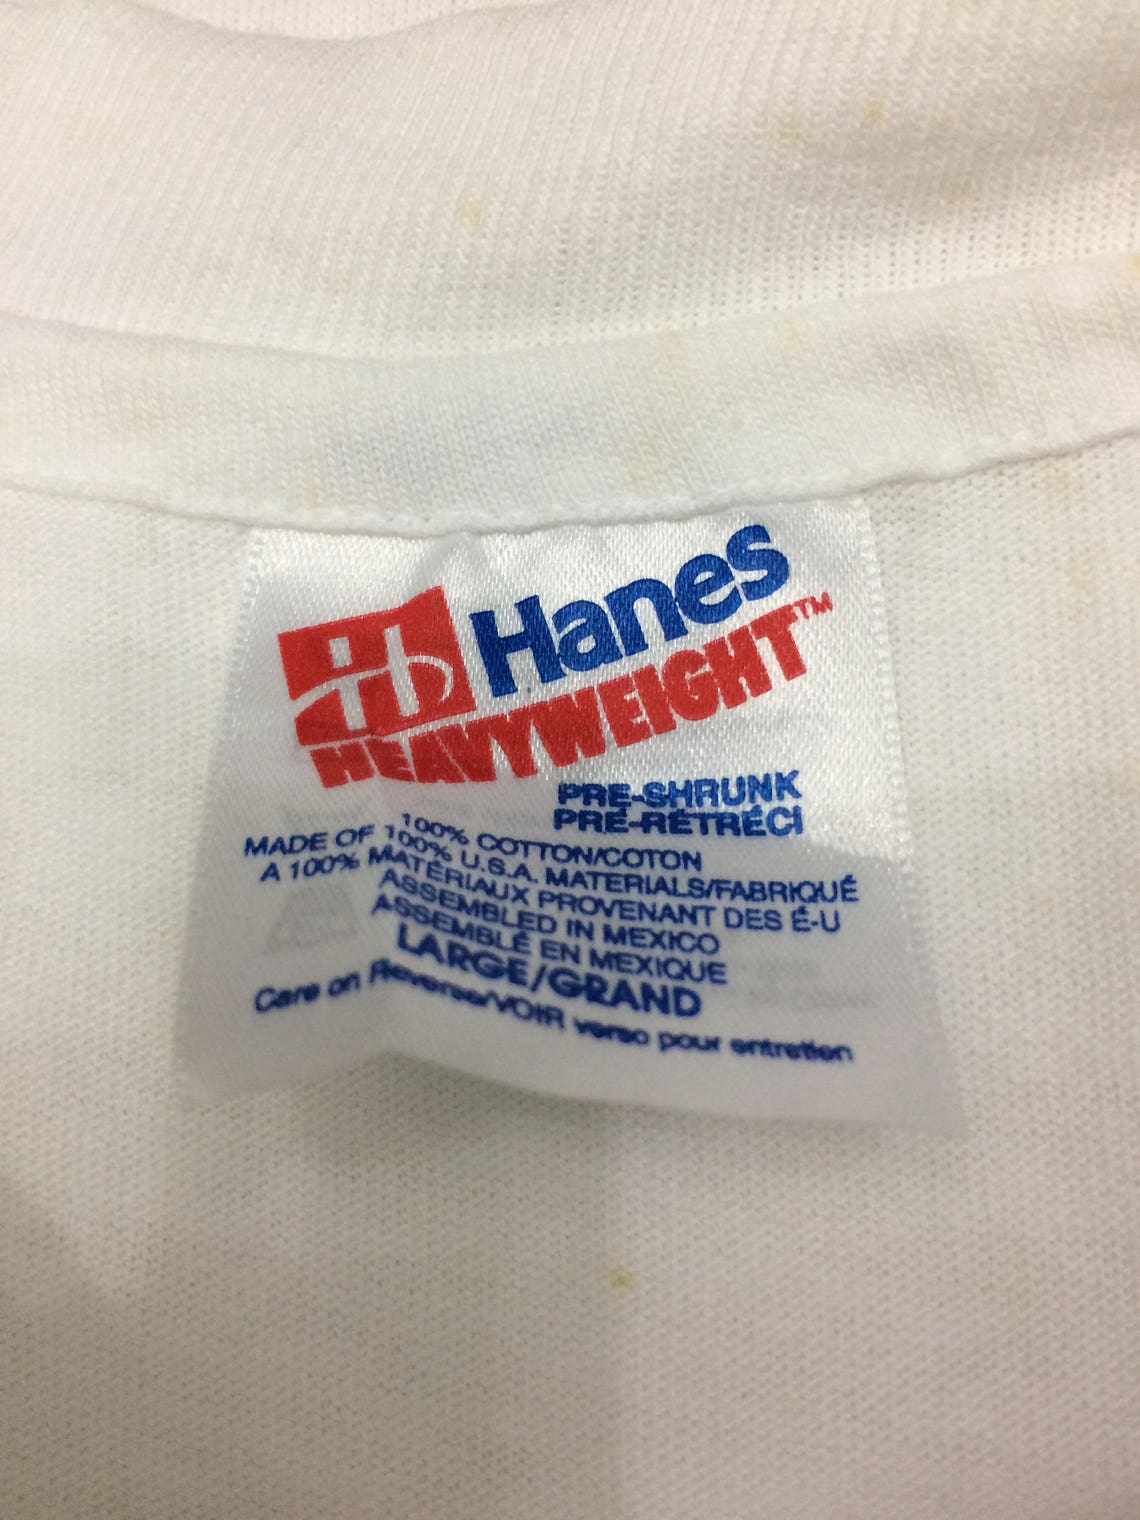 Hanes
HEAVYWEIGHT™
PRE-SHRUNK
PRÉ-RÉTRÉCI
100% COTTON/COTON
MADE OF 100% U.S.A. MATERIALS/FABRIQUÉ
A 100% MATÉRIAUX PROVENANT DES É-U
ASSEMBLED IN MEXICO
ASSEMBLÉ EN MEXIQUE
LARGE/GRAND
Care on Reverse/VOIR verso pour entretien